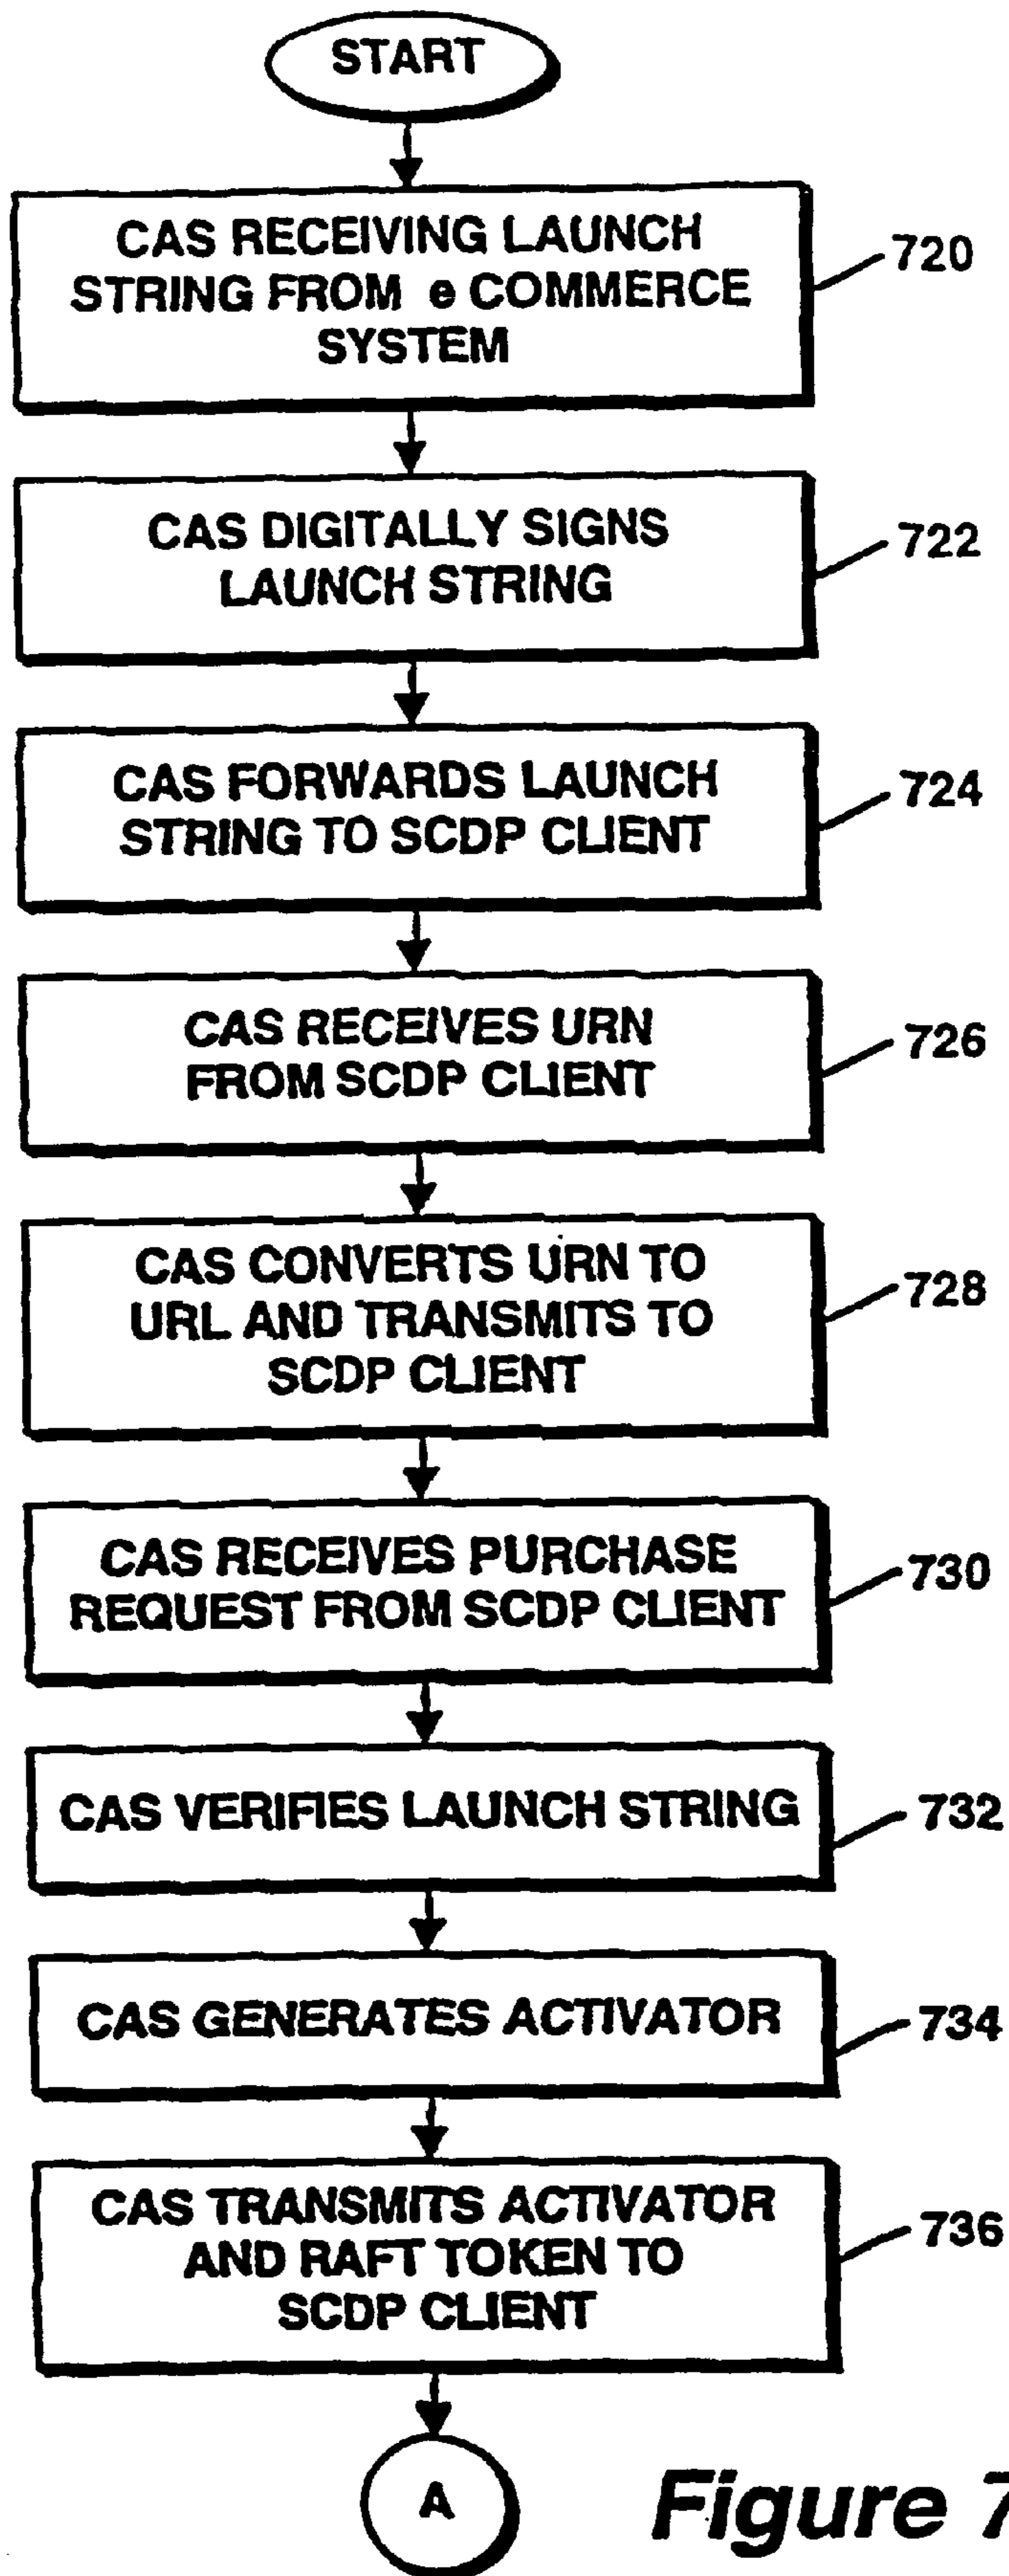 START
CAS RECEIVING LAUNCH
STRING FROM e COMMERCE
SYSTEM
720
CAS DIGITALLY SIGNS
LAUNCH STRING
722
CAS FORWARDS LAUNCH
STRING TO SCDP CLIENT
724
CAS RECEIVES URN
FROM SCDP CLIENT
726
CAS CONVERTS URN TO
URL AND TRANSMITS TO
SCDP CLIENT
728
CAS RECEIVES PURCHASE
REQUEST FROM SCDP CLIENT
730
CAS VERIFIES LAUNCH STRING
732
CAS GENERATES ACTIVATOR
734
CAS TRANSMITS ACTIVATOR
AND RAFT TOKEN TO
SCDP CLIENT
736
A
Figure 7